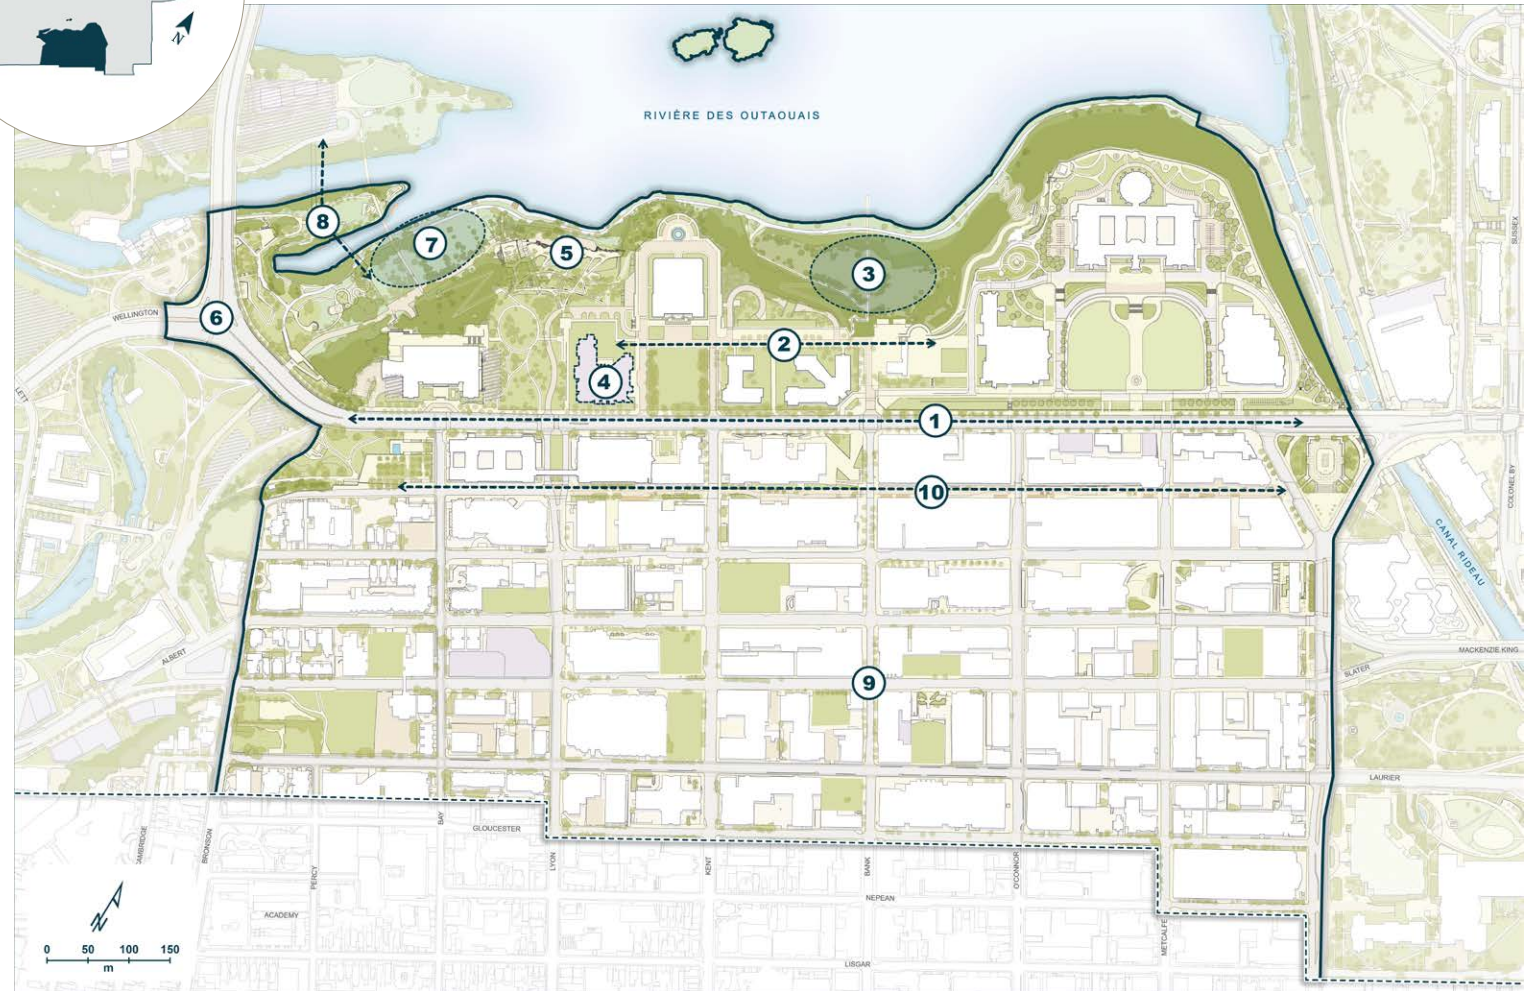 N
RIVIÈRE DES OUTAOUAIS
SUSSEX
8
7
5
3
WELLINGTON
6
2
LETT
4
1
10
COLONEL BY
CANAL RIDEAU
ALBERT
MACKENZIE KING
SLATER
9
LAURIER
CAMBRIDGE
BRONSON
BAY
GLOUCESTER
PERCY
LYON
KENT
BANK
O'CONNOR
NEPEAN
ACADEMY
METCALFE
N
LISGAR
0 50 100 150
m